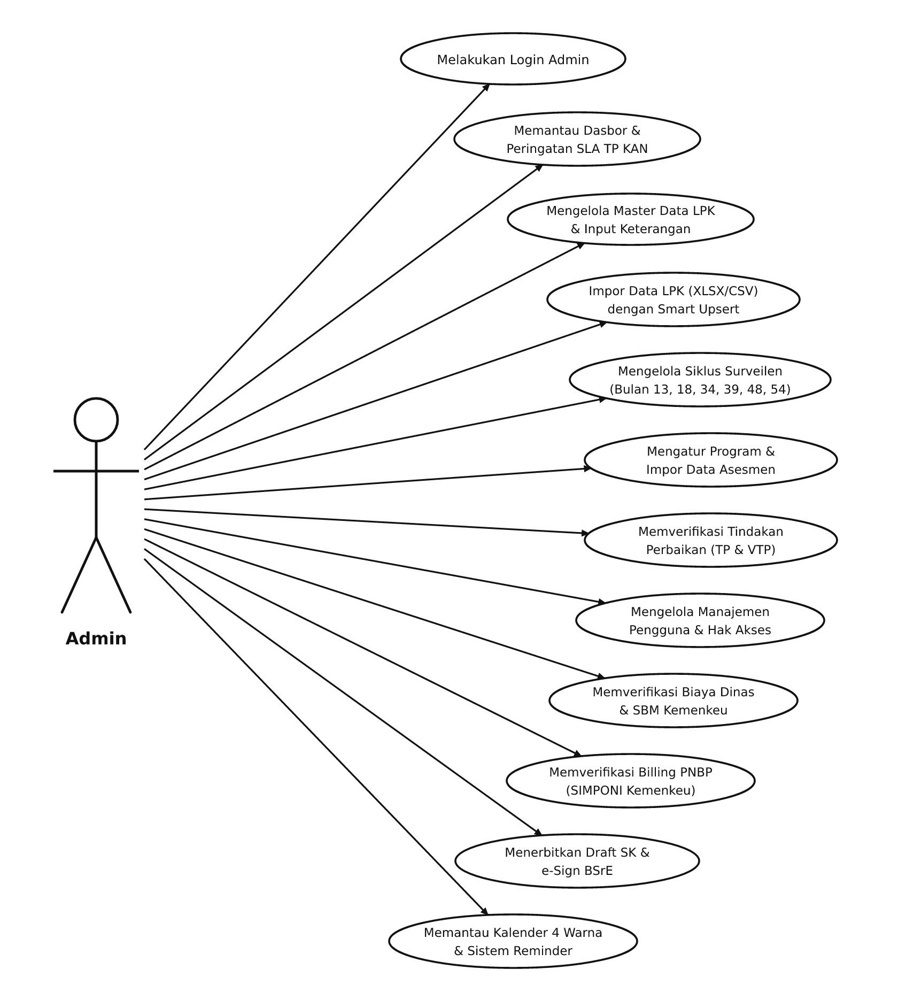 Melakukan Login Admin
Memantau Dasbor &
Peringatan SLA TP KAN
Mengelola Master Data LPK
& Input Keterangan
Impor Data LPK (XLSX/CSV)
dengan Smart Upsert
Mengelola Siklus Surveilen
(Bulan 13, 18, 34, 39, 48, 54)
Mengatur Program &
Impor Data Asesmen
Memverifikasi Tindakan
Perbaikan (TP & VTP)
Mengelola Manajemen
Pengguna & Hak Akses
Admin
Memverifikasi Biaya Dinas
& SBM Kemenkeu
Memverifikasi Billing PNBP
(SIMPONI Kemenkeu)
Menerbitkan Draft SK &
e-Sign BSrE
Memantau Kalender 4 Warna
& Sistem Reminder